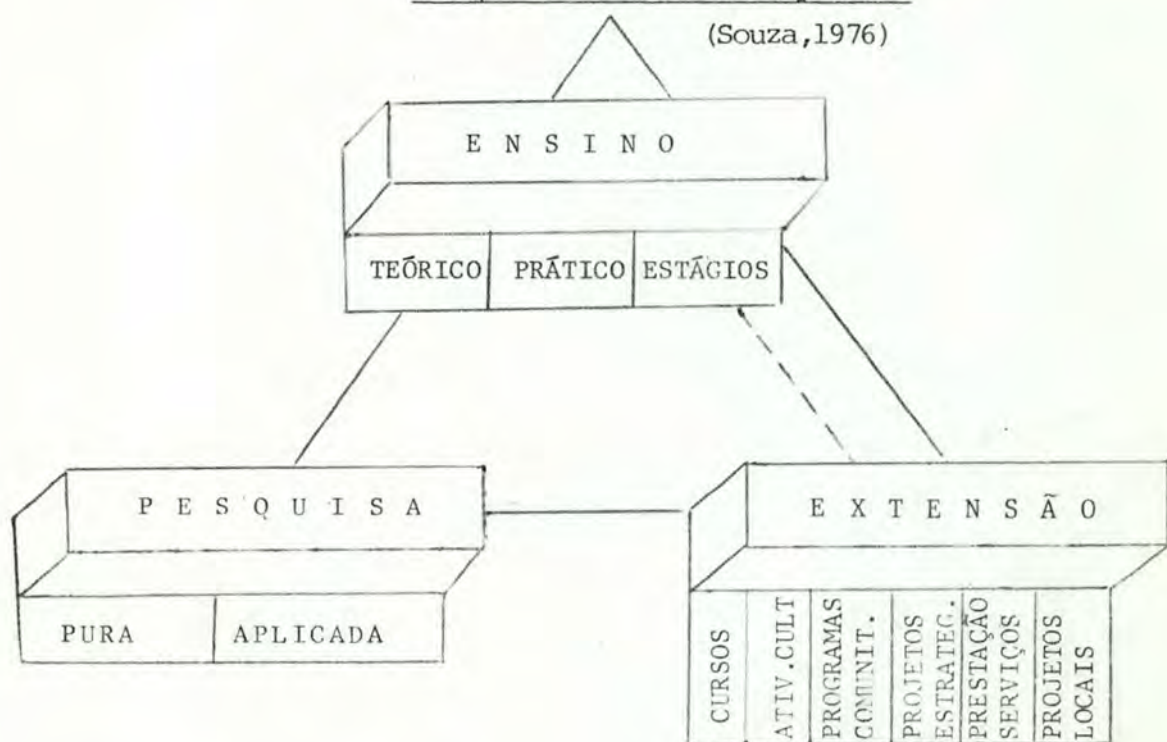 (Souza,1976)
E N S I N O
TEÓRICO PRÁTICO ESTÁGIOS
P E S Q U I S A
PURA APLICADA
E X T E N S Ã O
CURSOS
ATIV.CULT
PROGRAMAS
COMUNIT.
PROJETOS
ESTRATEG.
PRESTAÇÃO
SERVIÇOS
PROJETOS
LOCAIS